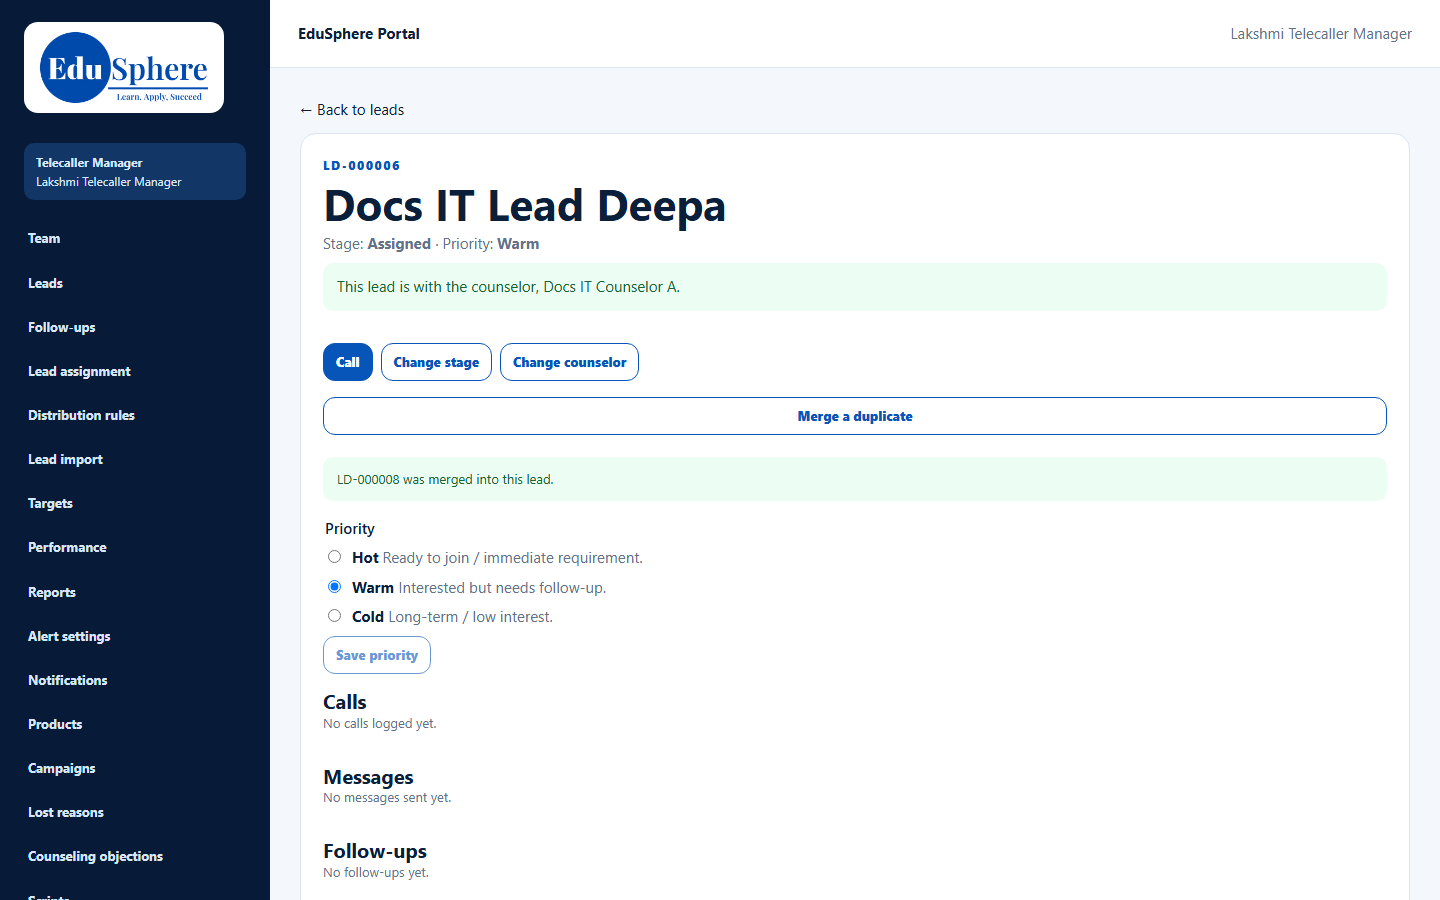 EduSphere
Learn. Apply, Succeed
Telecaller Manager
Lakshmi Telecaller Manager
Team
Leads
Follow-ups
Lead assignment
Distribution rules
Lead import
Targets
Performance
Reports
Alert settings
Notifications
Products
Campaigns
Lost reasons
Counseling objections
EduSphere Portal
Lakshmi Telecaller Manager
← Back to leads
LD-000006
Docs IT Lead Deepa
Stage: Assigned · Priority: Warm
This lead is with the counselor, Docs IT Counselor A.
Call Change stage Change counselor
Merge a duplicate
LD-000008 was merged into this lead.
Priority
Hot Ready to join / immediate requirement.
Warm Interested but needs follow-up.
Cold Long-term / low interest.
Save priority
Calls
No calls logged yet.
Messages
No messages sent yet.
Follow-ups
No follow-ups yet.